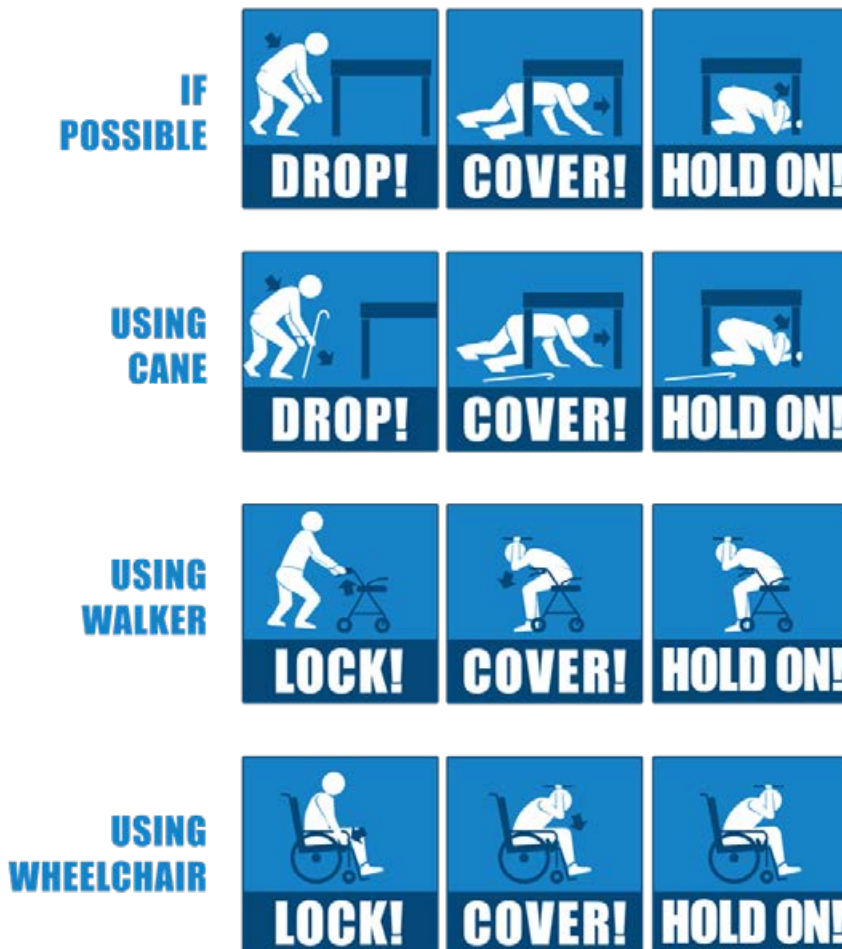 IF
POSSIBLE
DROP!
COVER!
HOLD ON!
USING
CANE
DROP!
COVER!
HOLD ON!
USING
WALKER
LOCK!
COVER!
HOLD ON!
USING
WHEELCHAIR
LOCK!
COVER!
HOLD ON!